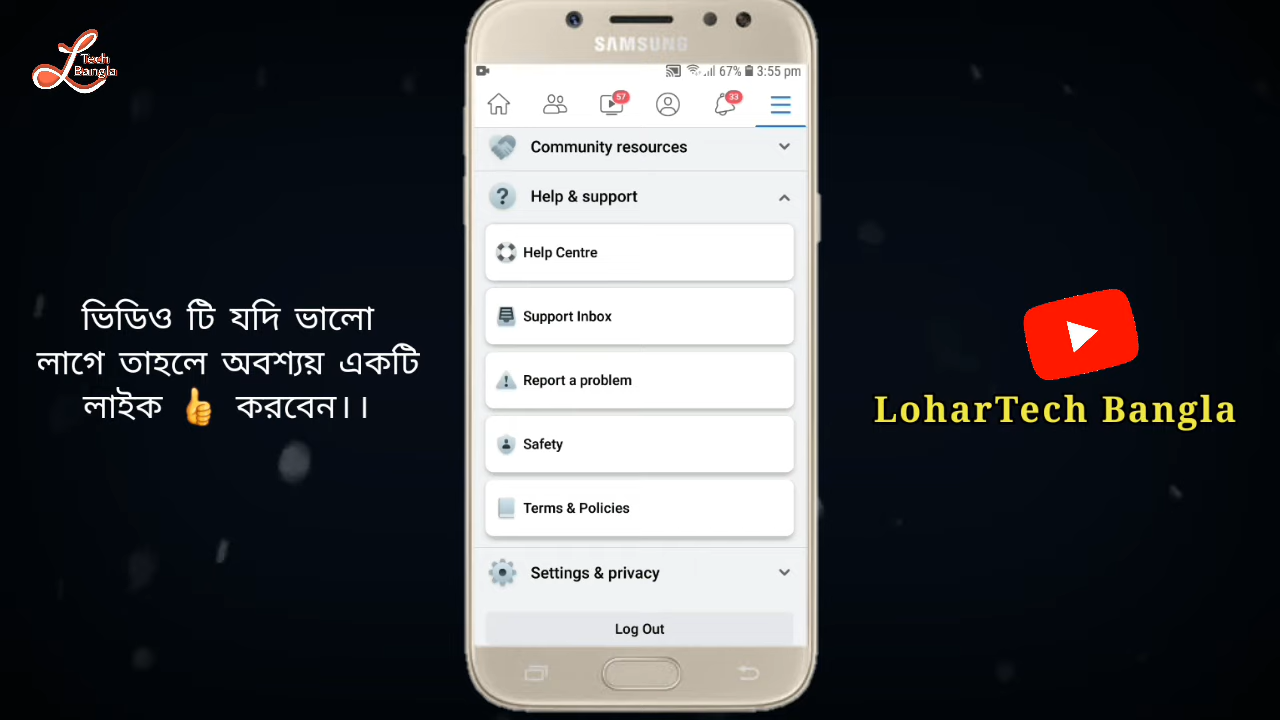 Tech
Bangla
SAMSUNG
67% 3:55 pm
57
33
Community resources
Help & support
Help Centre
Support Inbox
Report a problem
Safety
Terms & Policies
Settings & privacy
Log Out
ভিডিও টি যদি ভালো
লাগে তাহলে অবশ্যয় একটি
লাইক 👍 করবেন।।
LoharTech Bangla